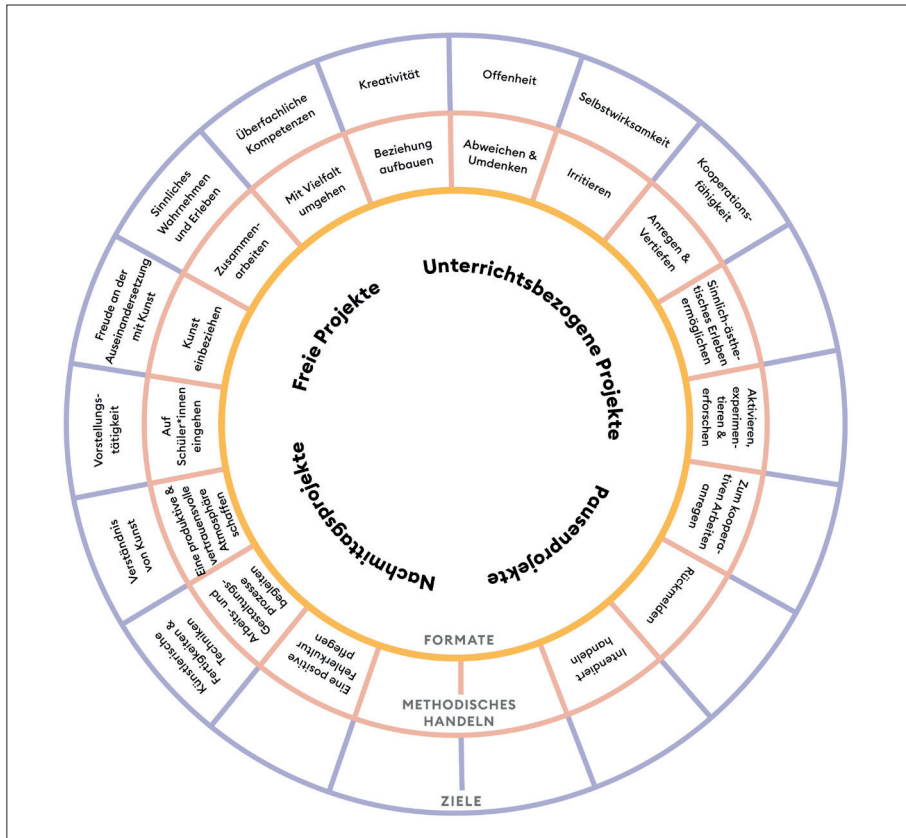 Künstlerische
Fertigkeiten &
Techniken
Verständnis
von Kunst
Vorstellungs-
tätigkeit
Freude an der
Auseinandersetzung
mit Kunst
Sinnliches
Wahrnehmen
und Erleben
Überfachliche
Kompetenzen
Kreativität
Offenheit
Selbstwirksamkeit
Kooperations-
fähigkeit
Eine positive
Fehlerkultur
pflegen
Arbeits- und
Gestaltungs-
prozesse
begleiten
Eine produktive &
vertrauensvolle
Atmosphäre
schaffen
Auf
Schüler*innen
eingehen
Kunst
einbeziehen
Zusammen-
arbeiten
Mit Vielfalt
umgehen
Beziehung
aufbauen
Abweichen &
Umdenken
Irritieren
Anregen &
Vertiefen
Sinnlich-ästhe-
tisches Erleben
ermöglichen
Aktivieren,
experimen-
tieren &
erforschen
Zum koopera-
tiven Arbeiten
anregen
Rückmelden
Intendiert
handeln
Freie Projekte
Unterrichtsbezogene Projekte
Nachmittagsprojekte
Pausenprojekte
FORMATE
METHODISCHES
HANDELN
ZIELE